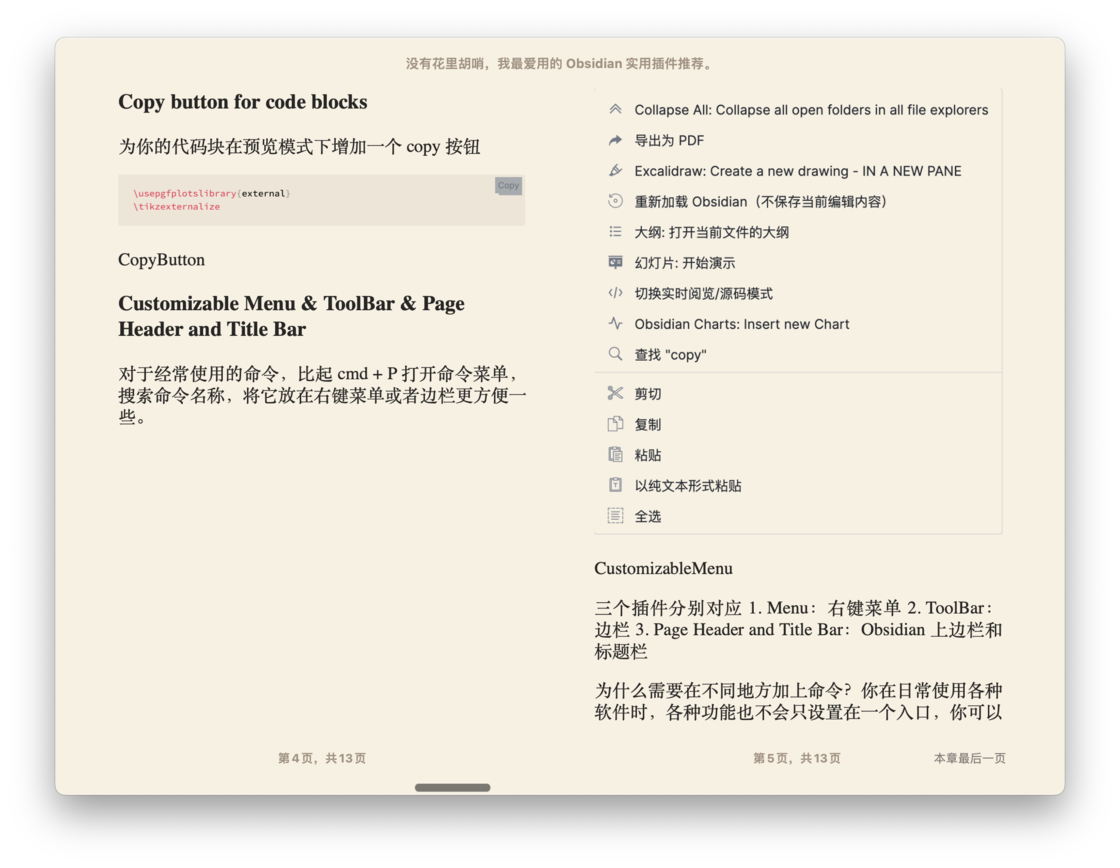 没有花里胡哨，我最爱用的 Obsidian 实用插件推荐。
Copy button for code blocks
为你的代码块在预览模式下增加一个 copy 按钮
Copy
\usepgfplotslibrary{external}
\tikzexternalize
CopyButton
Customizable Menu & ToolBar & Page
Header and Title Bar
对于经常使用的命令，比起 cmd + P 打开命令菜单，
搜索命令名称，将它放在右键菜单或者边栏更方便一
些。
第4页，共13页
Collapse All: Collapse all open folders in all file explorers
导出为 PDF
Excalidraw: Create a new drawing - IN A NEW PANE
重新加载 Obsidian（不保存当前编辑内容）
大纲: 打开当前文件的大纲
幻灯片: 开始演示
切换实时阅览/源码模式
Obsidian Charts: Insert new Chart
查找 "copy"
剪切
复制
粘贴
以纯文本形式粘贴
全选
CustomizableMenu
三个插件分别对应 1. Menu：右键菜单 2. ToolBar：
边栏 3. Page Header and Title Bar：Obsidian 上边栏和
标题栏
为什么需要在不同地方加上命令？你在日常使用各种
软件时，各种功能也不会只设置在一个入口，你可以
第5页，共13页
本章最后一页